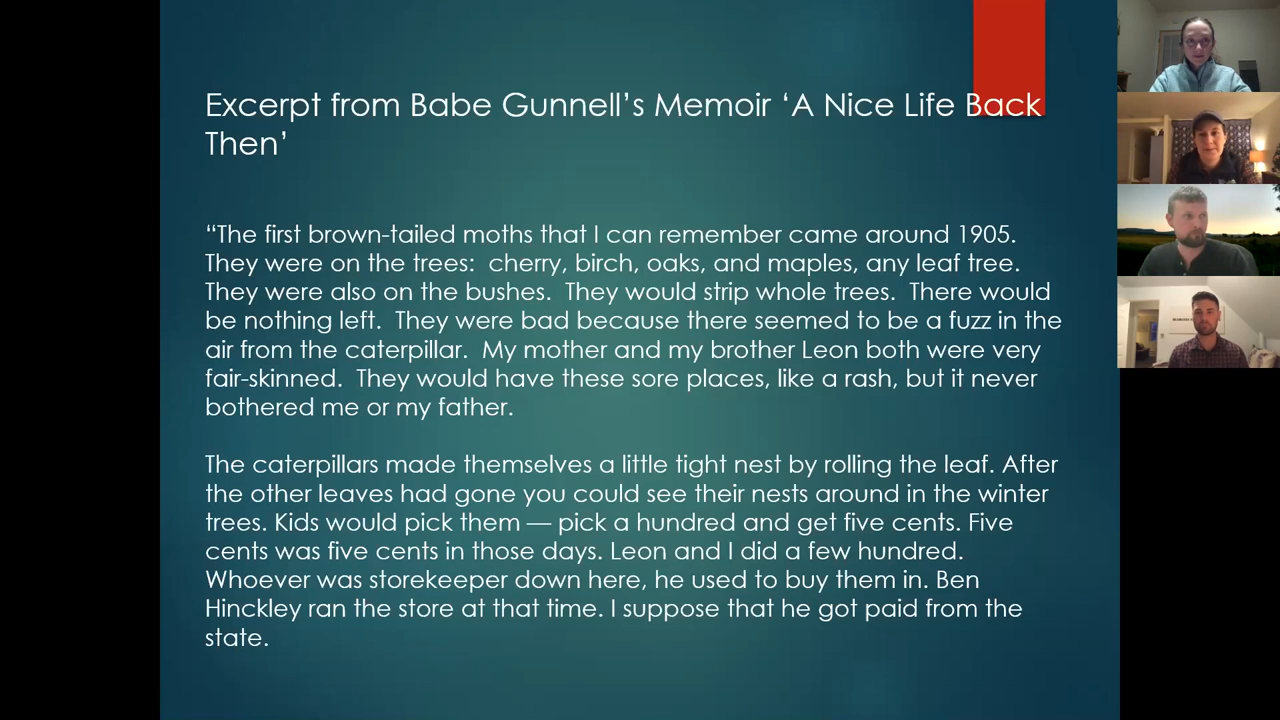 Excerpt from Babe Gunnell’s Memoir ‘A Nice Life Back
Then’
“The first brown-tailed moths that I can remember came around 1905.
They were on the trees:  cherry, birch, oaks, and maples, any leaf tree.
They were also on the bushes.  They would strip whole trees.  There would
be nothing left.  They were bad because there seemed to be a fuzz in the
air from the caterpillar.  My mother and my brother Leon both were very
fair-skinned.  They would have these sore places, like a rash, but it never
bothered me or my father.
The caterpillars made themselves a little tight nest by rolling the leaf. After
the other leaves had gone you could see their nests around in the winter
trees. Kids would pick them — pick a hundred and get five cents. Five
cents was five cents in those days. Leon and I did a few hundred.
Whoever was storekeeper down here, he used to buy them in. Ben
Hinckley ran the store at that time. I suppose that he got paid from the
state.